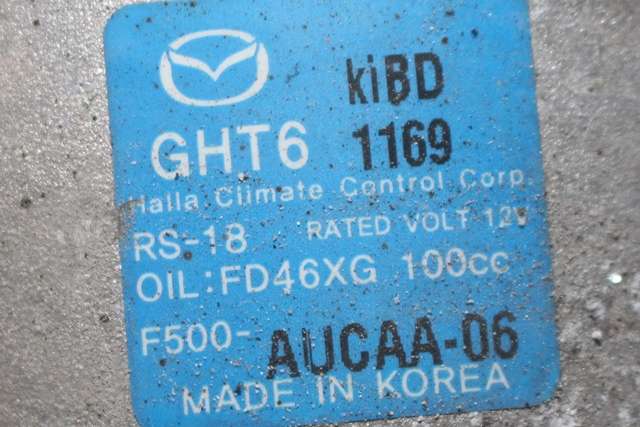 kiBD
GHT6 1169
Halla Climate Control Corp.
RS-18 RATED VOLT 12V
OIL:FD46XG 100cc
F500-AUCAA-06
MADE IN KOREA